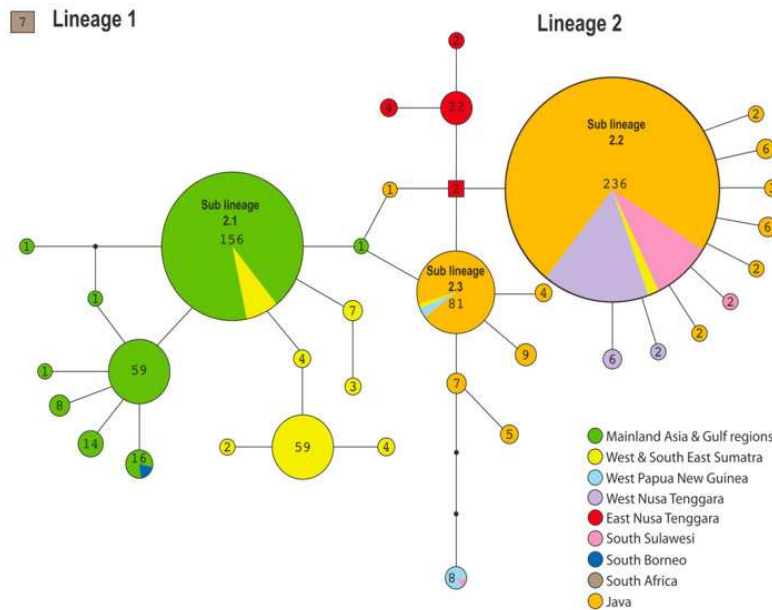 7
Lineage 1
Lineage 2
2
4
22
Sub lineage
2.2
236
2
6
3
6
2
2
2
2
6
1
2
Sub lineage
2.1
156
1
1
1
Sub lineage
2.3
81
4
9
7
5
8
7
3
4
59
2
4
59
1
8
14
16
Mainland Asia & Gulf regions
West & South East Sumatra
West Papua New Guinea
West Nusa Tenggara
East Nusa Tenggara
South Sulawesi
South Borneo
South Africa
Java